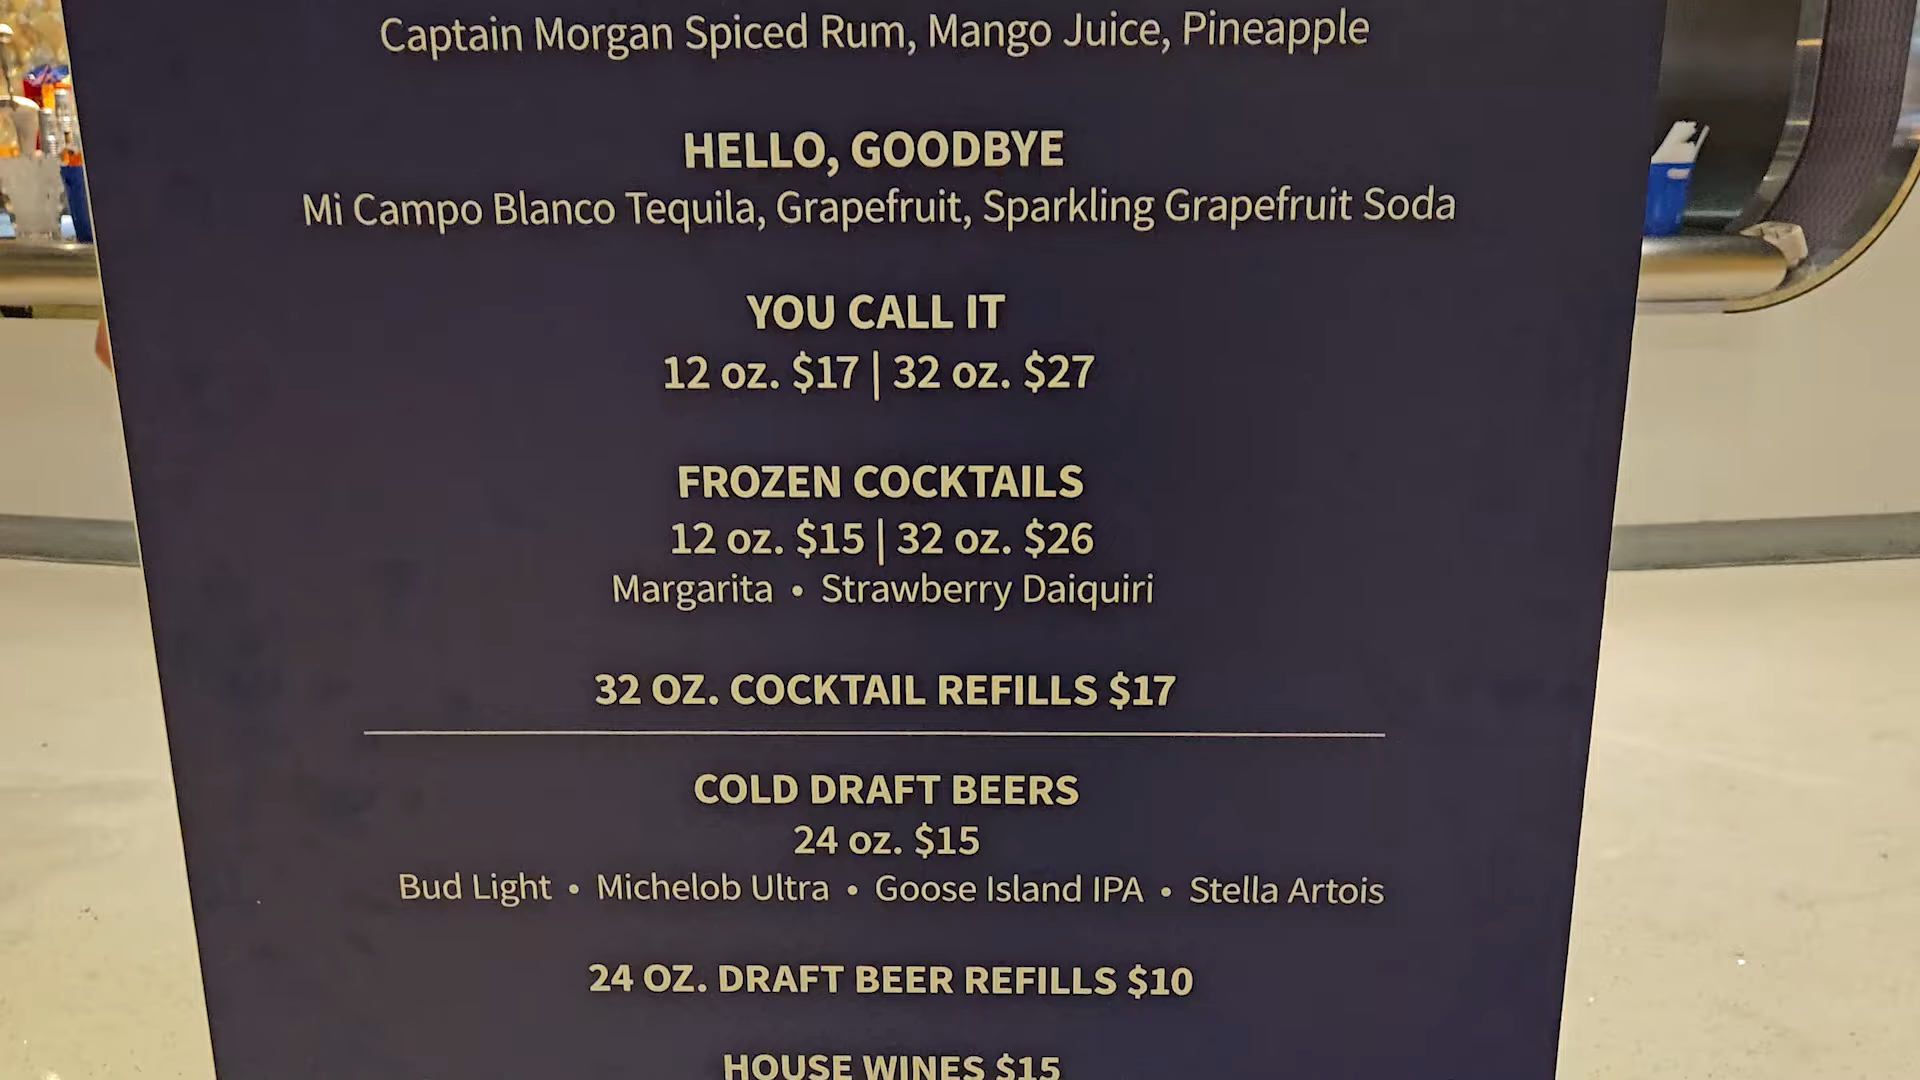 Captain Morgan Spiced Rum, Mango Juice, Pineapple
HELLO, GOODBYE
Mi Campo Blanco Tequila, Grapefruit, Sparkling Grapefruit Soda
YOU CALL IT
12 oz. $17 | 32 oz. $27
FROZEN COCKTAILS
12 oz. $15 | 32 oz. $26
Margarita • Strawberry Daiquiri
32 OZ. COCKTAIL REFILLS $17
COLD DRAFT BEERS
24 oz. $15
Bud Light • Michelob Ultra • Goose Island IPA • Stella Artois
24 OZ. DRAFT BEER REFILLS $10
HOUSE WINES $15